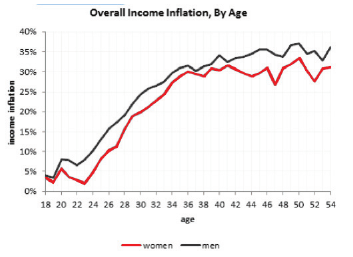 Overall Income Inflation, By Age
40%
35%
30%
25%
20%
15%
10%
5%
0%
income inflation
18 20 22 24 26 28 30 32 34 36 38 40 42 44 46 48 50 52 54
age
women men